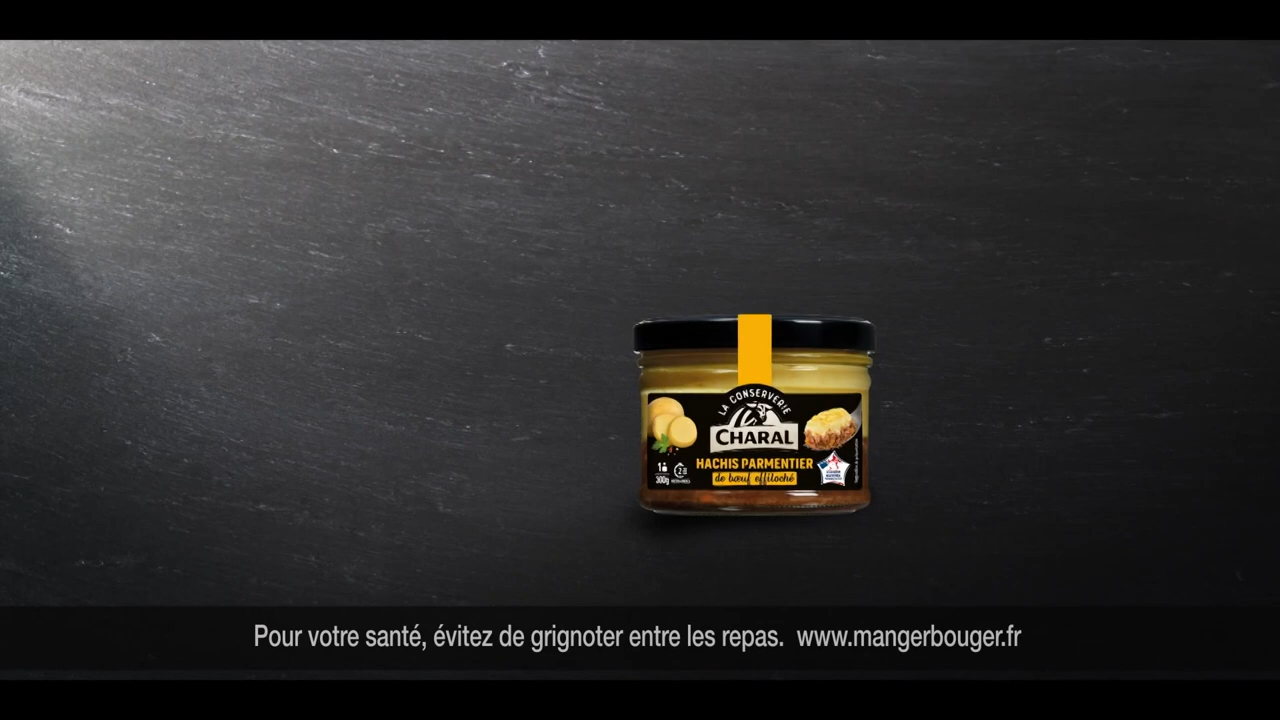 LA CONSERVERIE
CHARAL
HACHIS PARMENTIER
de bœuf effiloché
300g
Pour votre santé, évitez de grignoter entre les repas. www.mangerbouger.fr